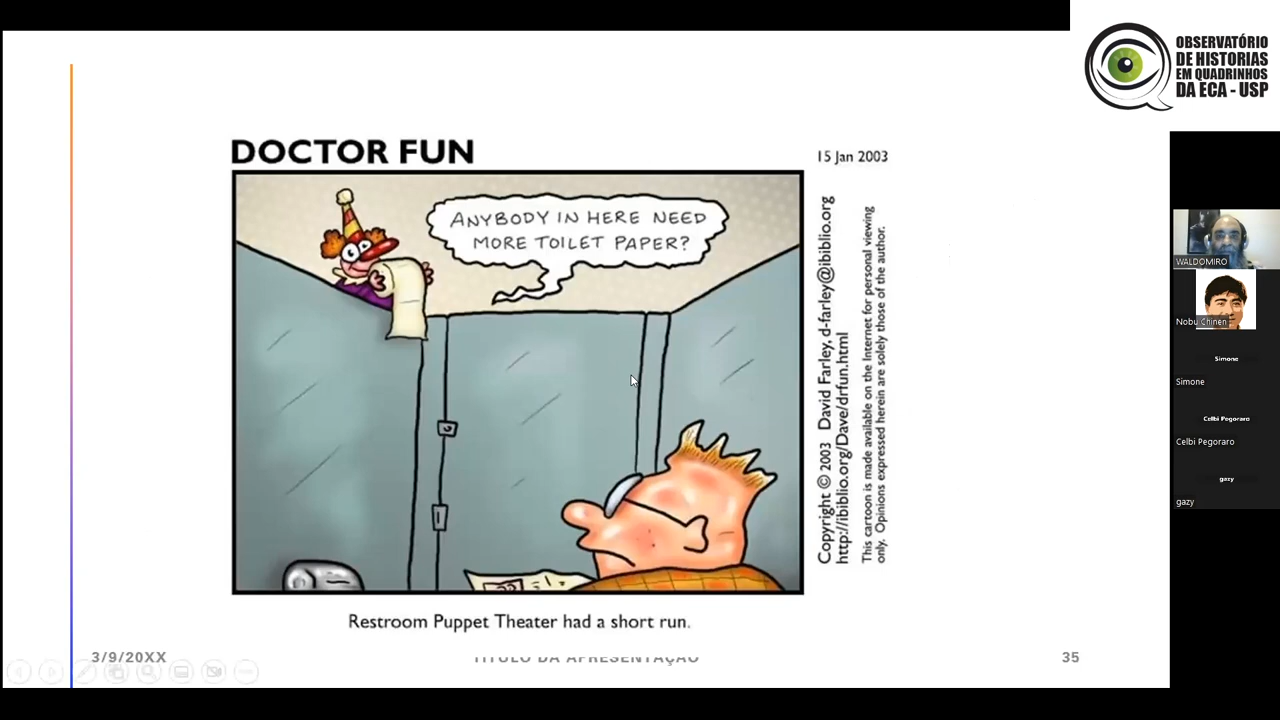 OBSERVATÓRIO
DE HISTORIAS
EM QUADRINHOS
DA ECA - USP
DOCTOR FUN
15 Jan 2003
ANYBODY IN HERE NEED
MORE TOILET PAPER?
Copyright © 2003 David Farley, d-farley@ibiblio.org
http://ibiblio.org/Dave/drfun.html
This cartoon is made available on the Internet for personal viewing
only. Opinions expressed herein are solely those of the author.
Restroom Puppet Theater had a short run.
3/9/20XX
TÍTULO DA APRESENTAÇÃO
35
WALDOMIRO
Nobu Chinen
Simone
Simone
Celbi Pegoraro
Celbi Pegoraro
gazy
gazy